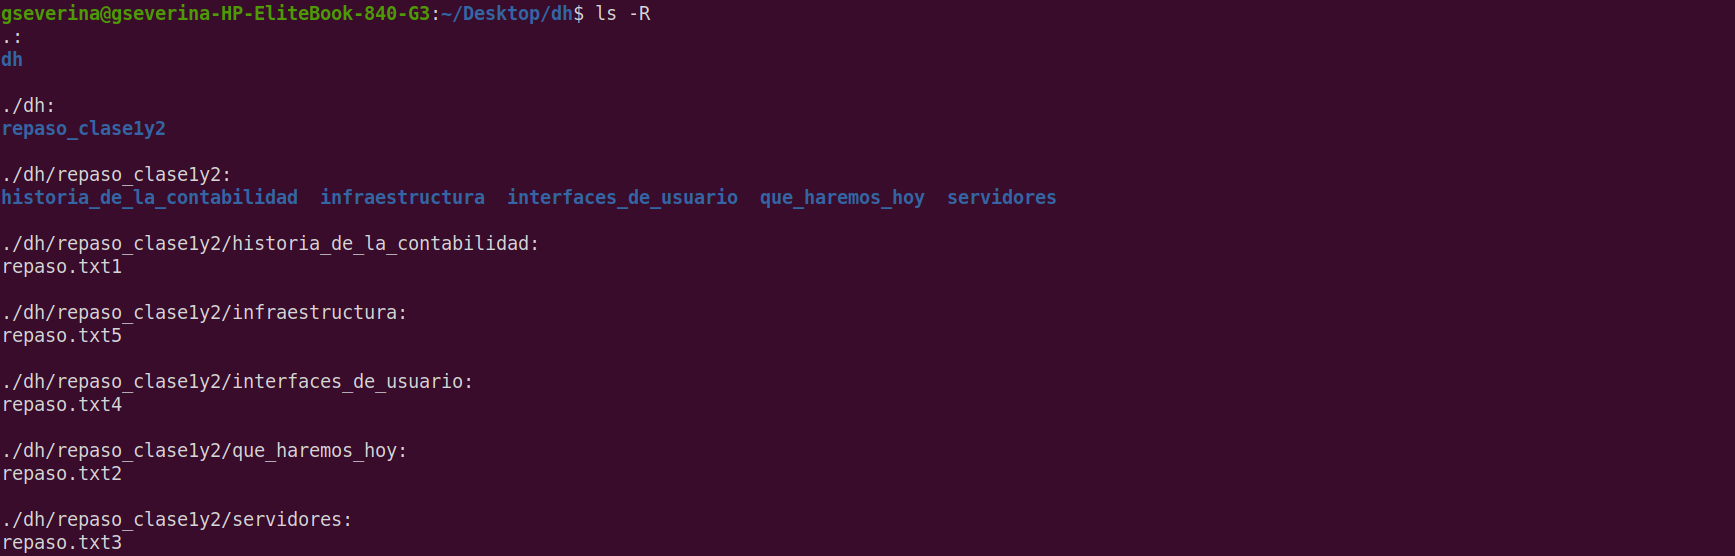 gseverina@gseverina-HP-EliteBook-840-G3:~/Desktop/dh$ ls -R
.:
dh
./dh:
repaso_clase1y2
./dh/repaso_clase1y2:
historia_de_la_contabilidad  infraestructura  interfaces_de_usuario  que_haremos_hoy  servidores
./dh/repaso_clase1y2/historia_de_la_contabilidad:
repaso.txt1
./dh/repaso_clase1y2/infraestructura:
repaso.txt5
./dh/repaso_clase1y2/interfaces_de_usuario:
repaso.txt4
./dh/repaso_clase1y2/que_haremos_hoy:
repaso.txt2
./dh/repaso_clase1y2/servidores:
repaso.txt3